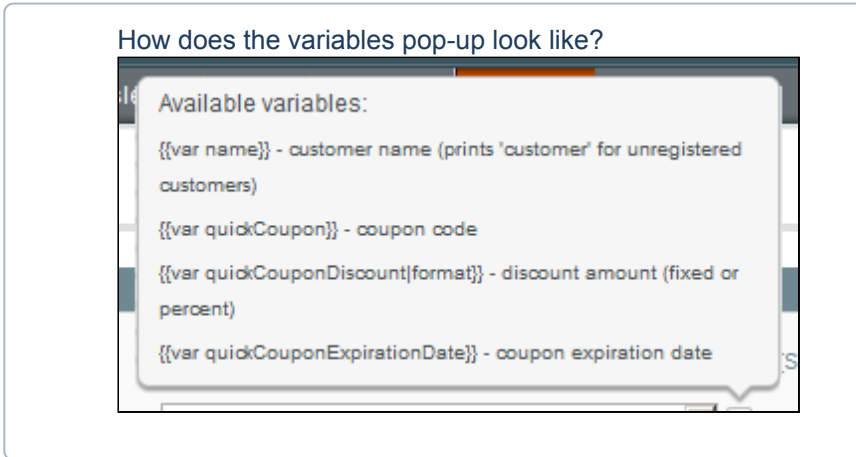 How does the variables pop-up look like?
Available variables:
{{var name}} - customer name (prints 'customer' for unregistered
customers)
{{var quickCoupon}} - coupon code
{{var quickCouponDiscount|format}} - discount amount (fixed or
percent)
{{var quickCouponExpirationDate}} - coupon expiration date